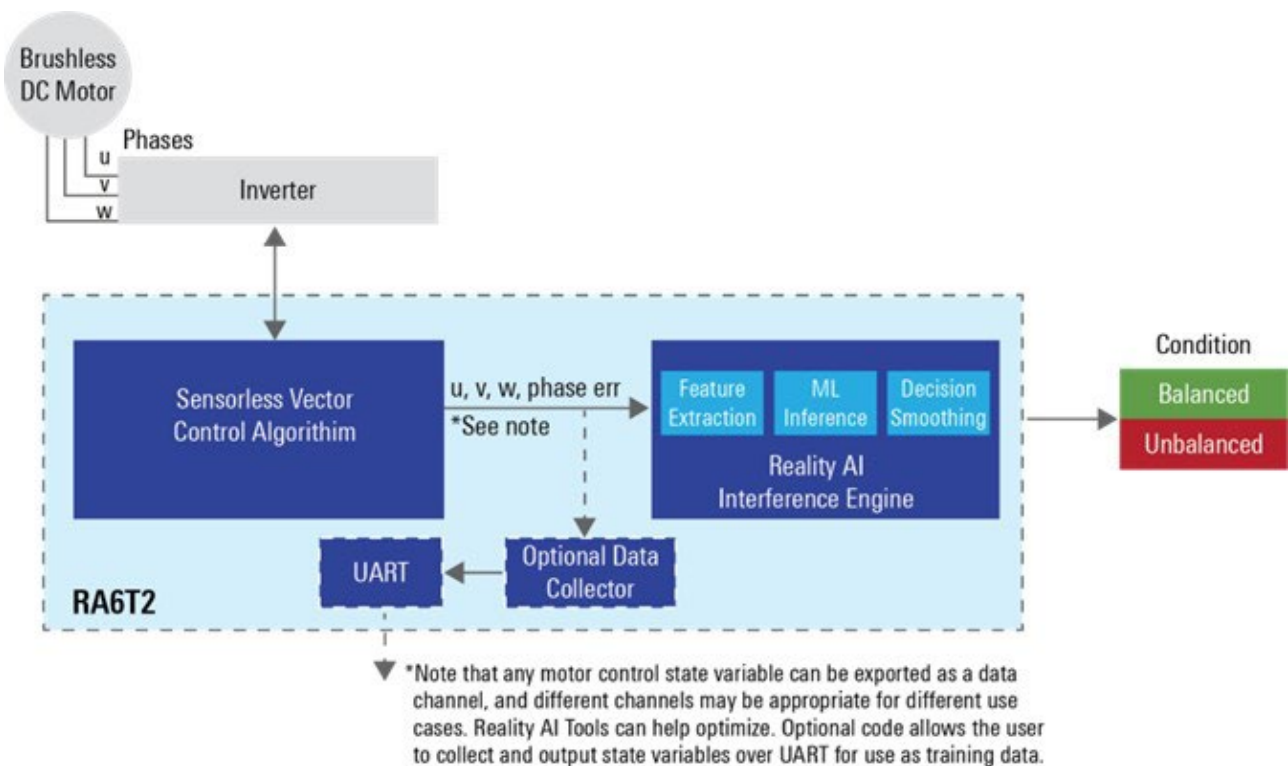 Brushless
DC Motor
Phases
u
v
w
Inverter
Sensorless Vector
Control Algorithim
u, v, w, phase err
*See note
Feature
Extraction
ML
Inference
Decision
Smoothing
Reality AI
Interference Engine
Condition
Balanced
Unbalanced
UART
Optional Data
Collector
RA6T2
*Note that any motor control state variable can be exported as a data
channel, and different channels may be appropriate for different use
cases. Reality AI Tools can help optimize. Optional code allows the user
to collect and output state variables over UART for use as training data.